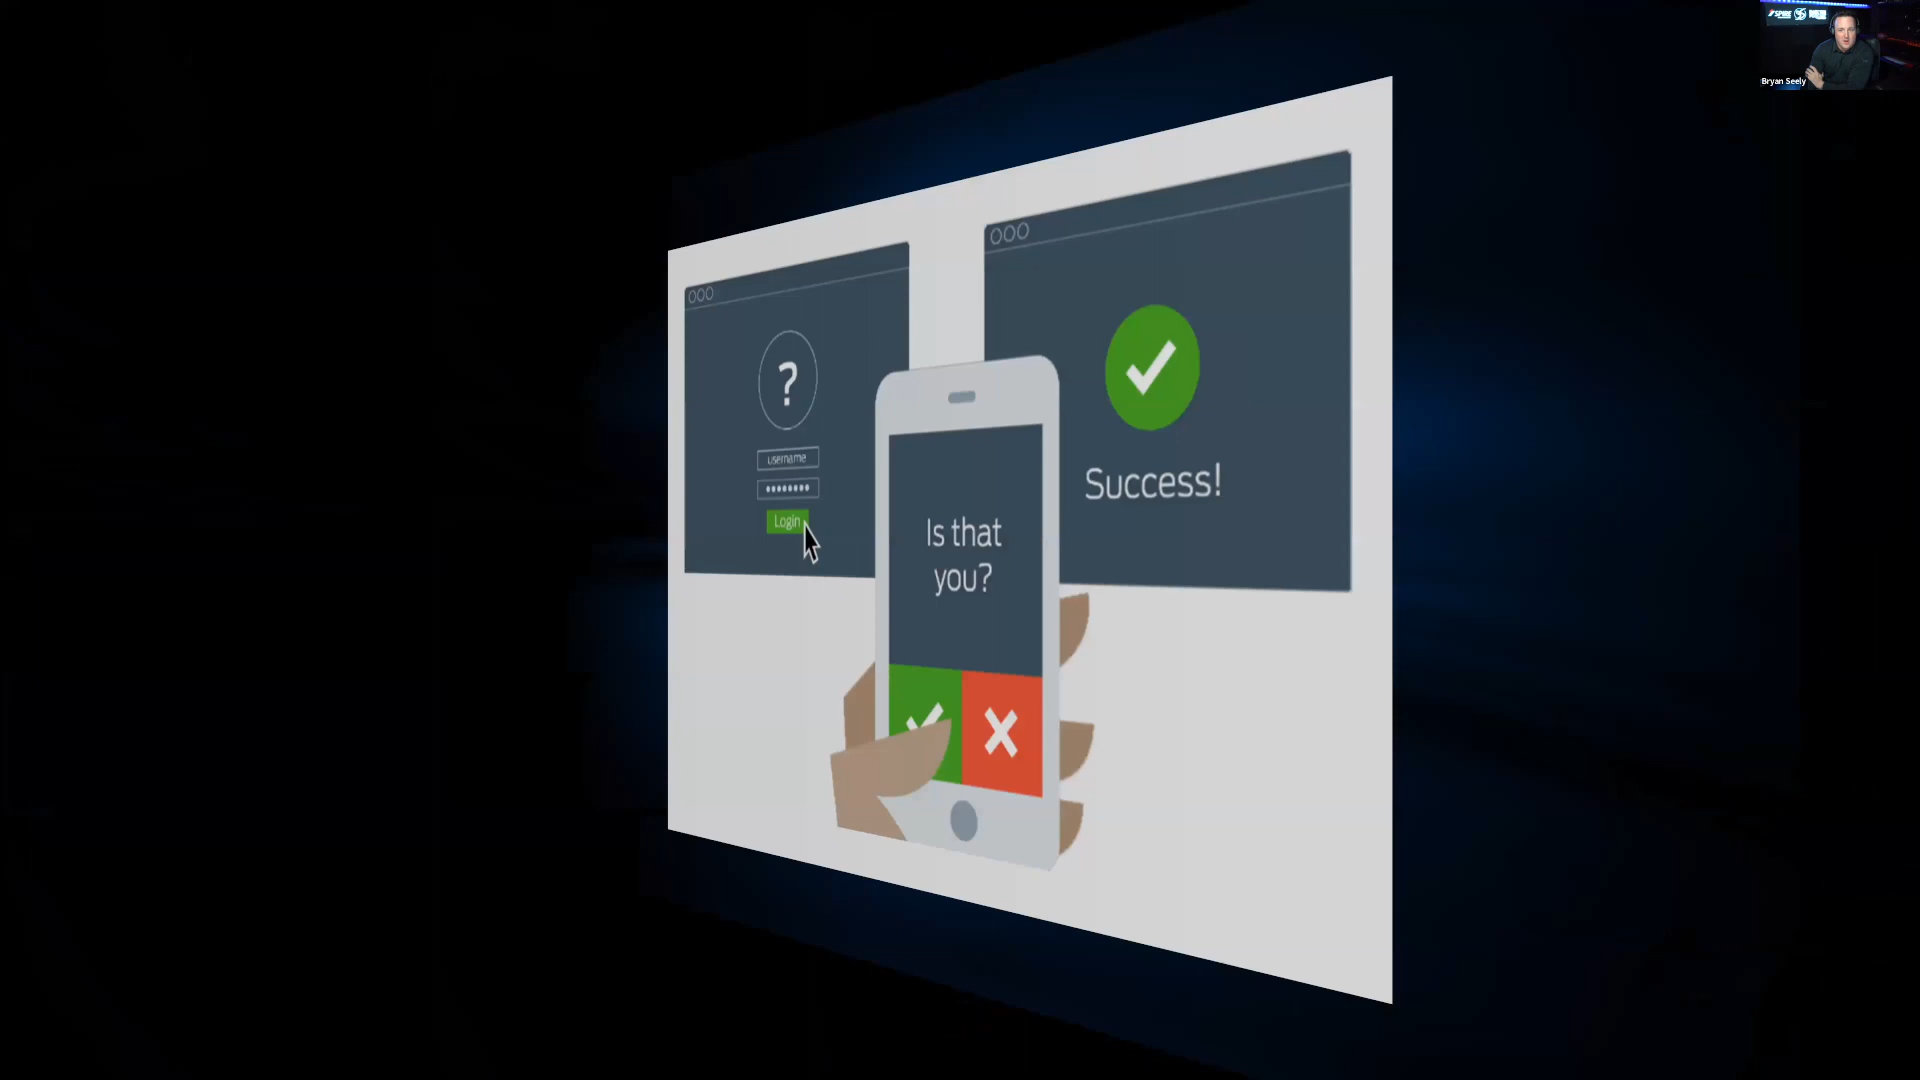 Bryan Seely
?
username
Login
Is that
you?
Success!